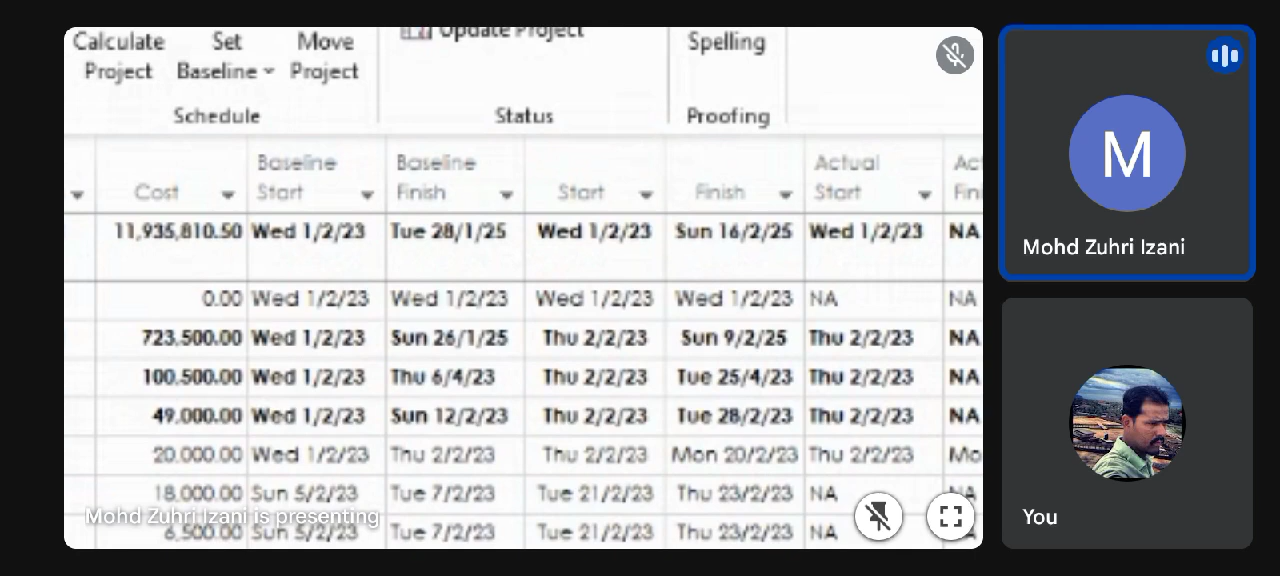 Calculate Set Move Update Project Spelling
Project Baseline Project
Schedule Status Proofing
Baseline Baseline Actual Act
Cost Start Finish Start Finish Start Fin
11,935,810.50 Wed 1/2/23 Tue 28/1/25 Wed 1/2/23 Sun 16/2/25 Wed 1/2/23 NA
0.00 Wed 1/2/23 Wed 1/2/23 Wed 1/2/23 Wed 1/2/23 NA NA
723,500.00 Wed 1/2/23 Sun 26/1/25 Thu 2/2/23 Sun 9/2/25 Thu 2/2/23 NA
100,500.00 Wed 1/2/23 Thu 6/4/23 Thu 2/2/23 Tue 25/4/23 Thu 2/2/23 NA
49,000.00 Wed 1/2/23 Sun 12/2/23 Thu 2/2/23 Tue 28/2/23 Thu 2/2/23 NA
20,000.00 Wed 1/2/23 Thu 2/2/23 Thu 2/2/23 Mon 20/2/23 Thu 2/2/23 Mo
18,000.00 Sun 5/2/23 Tue 7/2/23 Tue 21/2/23 Thu 23/2/23 NA NA
Mohd Zuhri Izani is presenting
6,500.00 Sun 5/2/23 Tue 7/2/23 Tue 21/2/23 Thu 23/2/23 NA
M
Mohd Zuhri Izani
You